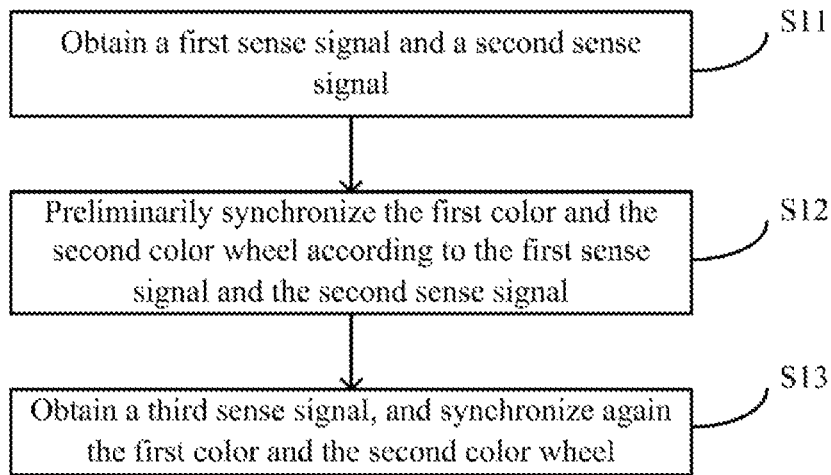 Obtain a first sense signal and a second sense
signal
S11
Preliminarily synchronize the first color and the
second color wheel according to the first sense
signal and the second sense signal
S12
Obtain a third sense signal, and synchronize again
the first color and the second color wheel
S13